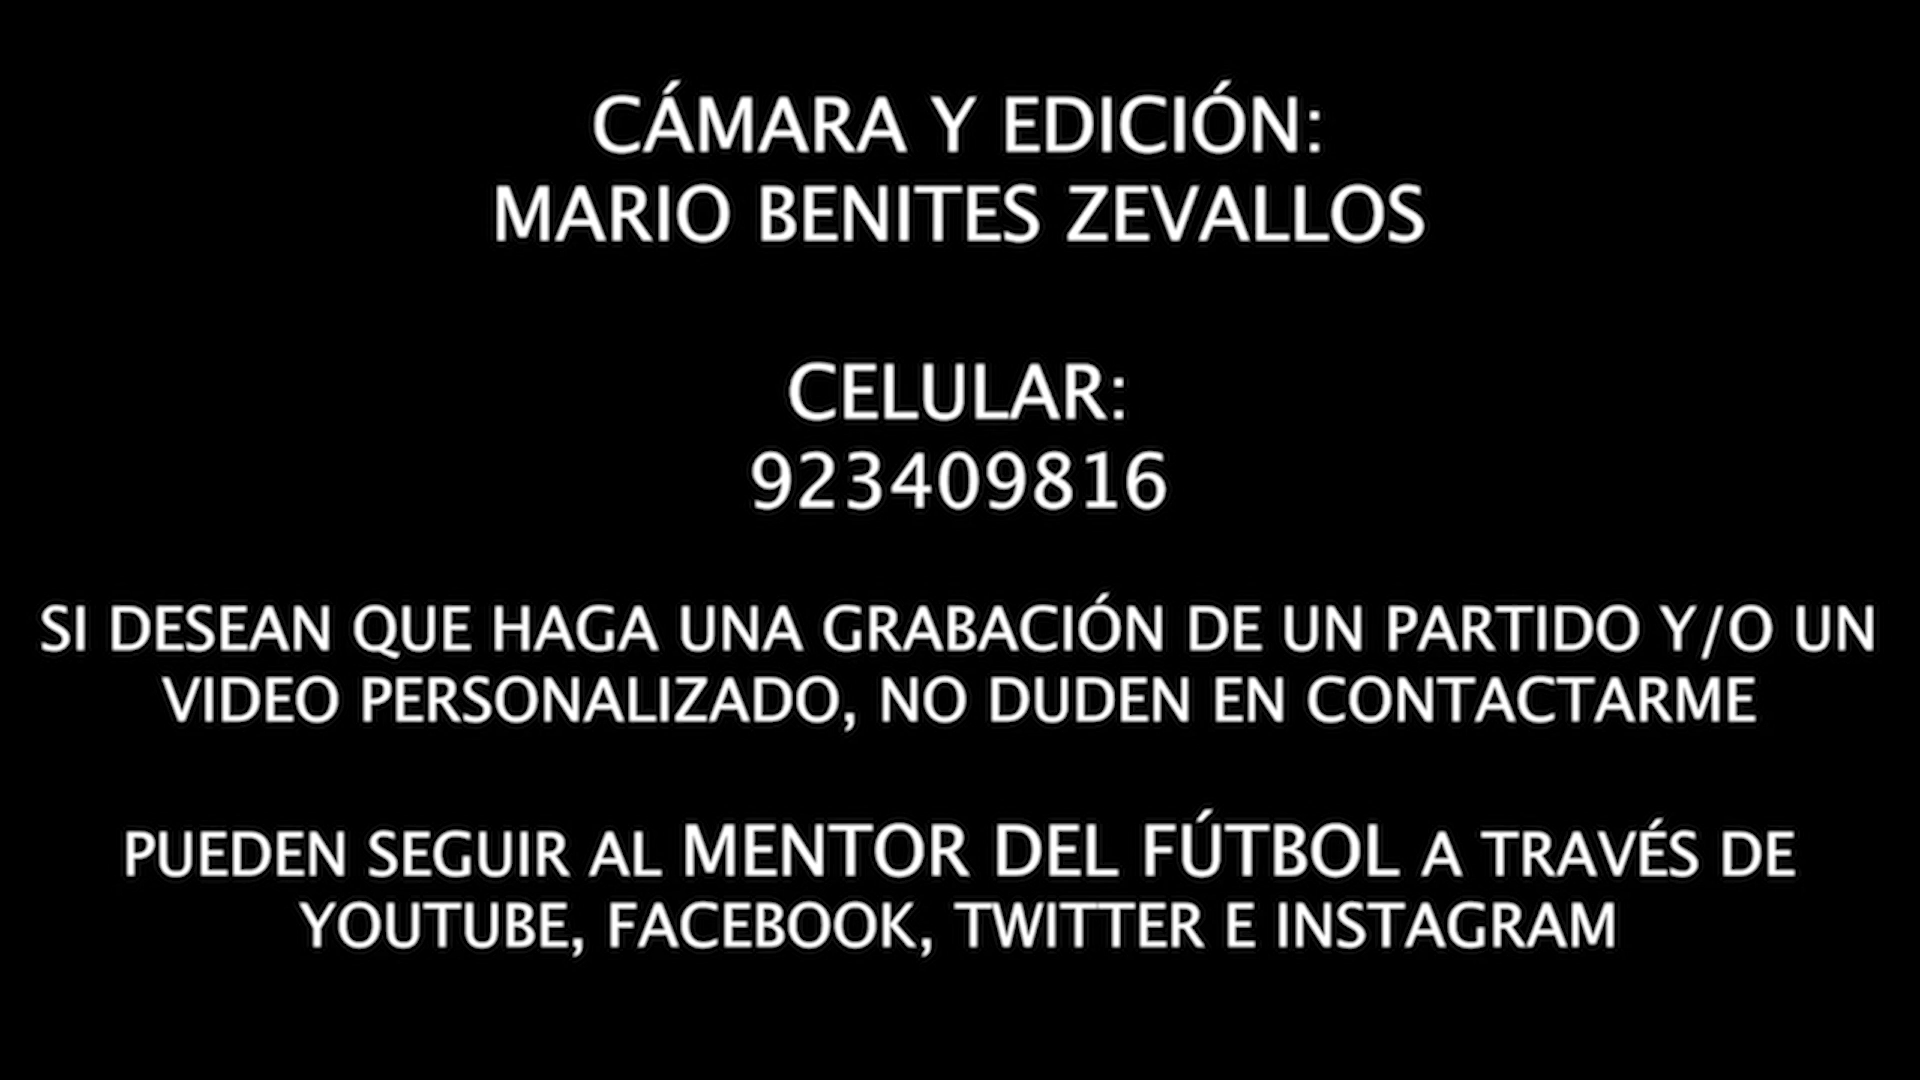 CÁMARA Y EDICIÓN:
MARIO BENITES ZEVALLOS
CELULAR:
923409816
SI DESEAN QUE HAGA UNA GRABACIÓN DE UN PARTIDO Y/O UN
VIDEO PERSONALIZADO, NO DUDEN EN CONTACTARME
PUEDEN SEGUIR AL MENTOR DEL FÚTBOL A TRAVÉS DE
YOUTUBE, FACEBOOK, TWITTER E INSTAGRAM